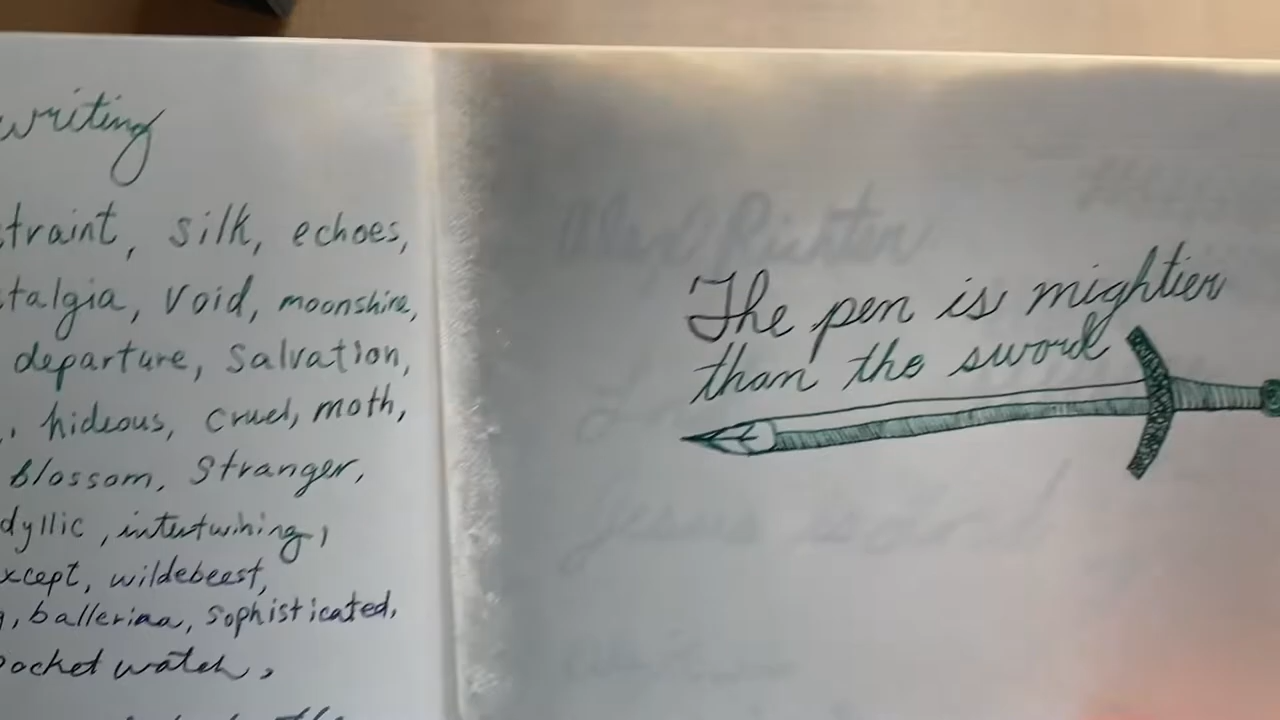 writing
traint, silk, echoes,
talgia, void, moonshine,
departure, salvation,
hideous, cruel, moth,
blossom, stranger,
dyllic, intertwining,
xcept, wildebeest,
ballerina, sophisticated,
pocket watch,
The pen is mightier
than the sword